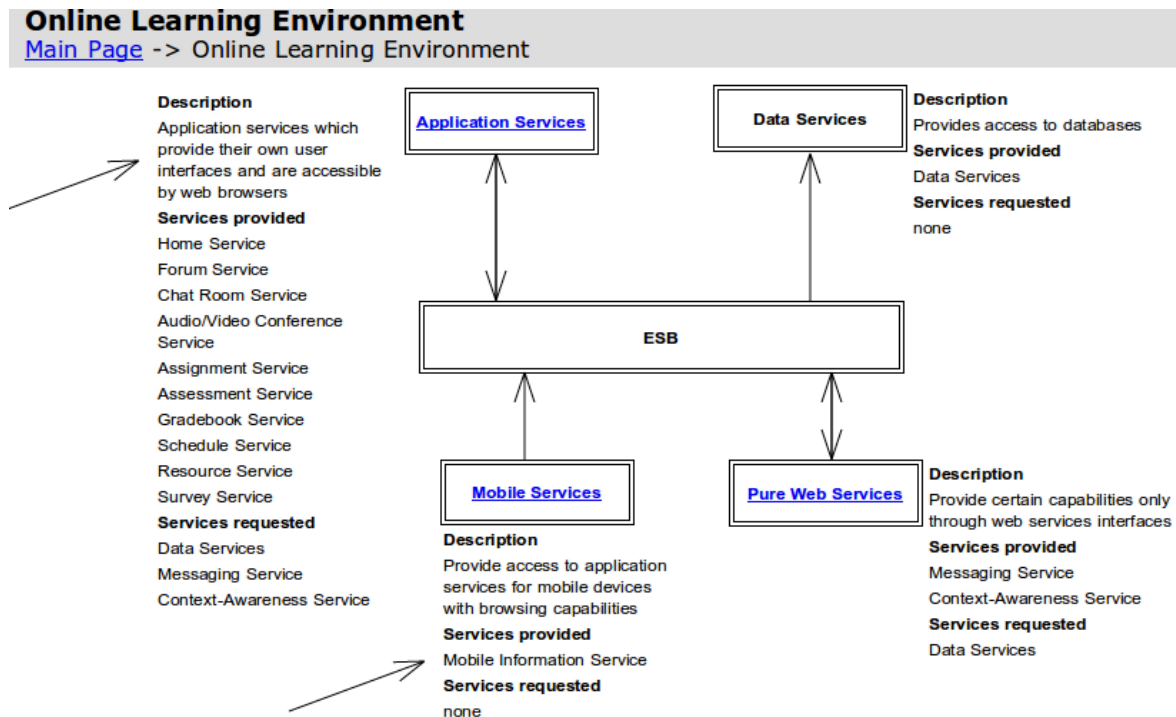 Online Learning Environment
Main Page -> Online Learning Environment
Description
Application services which
provide their own user
interfaces and are accessible
by web browsers
Services provided
Home Service
Forum Service
Chat Room Service
Audio/Video Conference
Service
Assignment Service
Assessment Service
Gradebook Service
Schedule Service
Resource Service
Survey Service
Services requested
Data Services
Messaging Service
Context-Awareness Service
Application Services
Data Services
Description
Provides access to databases
Services provided
Data Services
Services requested
none
ESB
Mobile Services
Description
Provide access to application
services for mobile devices
with browsing capabilities
Services provided
Mobile Information Service
Services requested
none
Pure Web Services
Description
Provide certain capabilities only
through web services interfaces
Services provided
Messaging Service
Context-Awareness Service
Services requested
Data Services